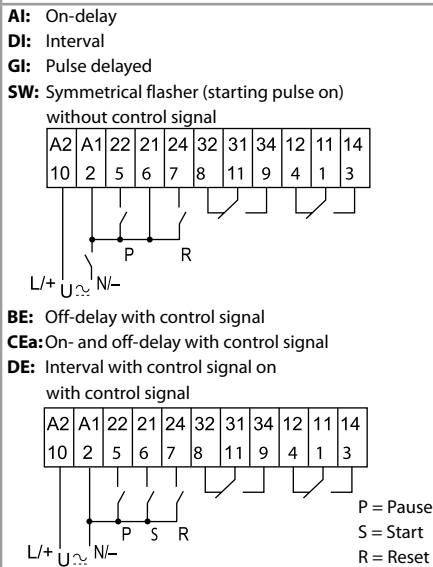 AI: On-delay
DI: Interval
GI: Pulse delayed
SW: Symmetrical flasher (starting pulse on)
without control signal
A2 A1 22 21 24 32 31 34 12 11 14
10 2 5 6 7 8 11 9 4 1 3
P R
L/+ U N/–
BE: Off-delay with control signal
CEa: On- and off-delay with control signal
DE: Interval with control signal on
with control signal
A2 A1 22 21 24 32 31 34 12 11 14
10 2 5 6 7 8 11 9 4 1 3
P = Pause
P S R S = Start
L/+ U N/– R = Reset